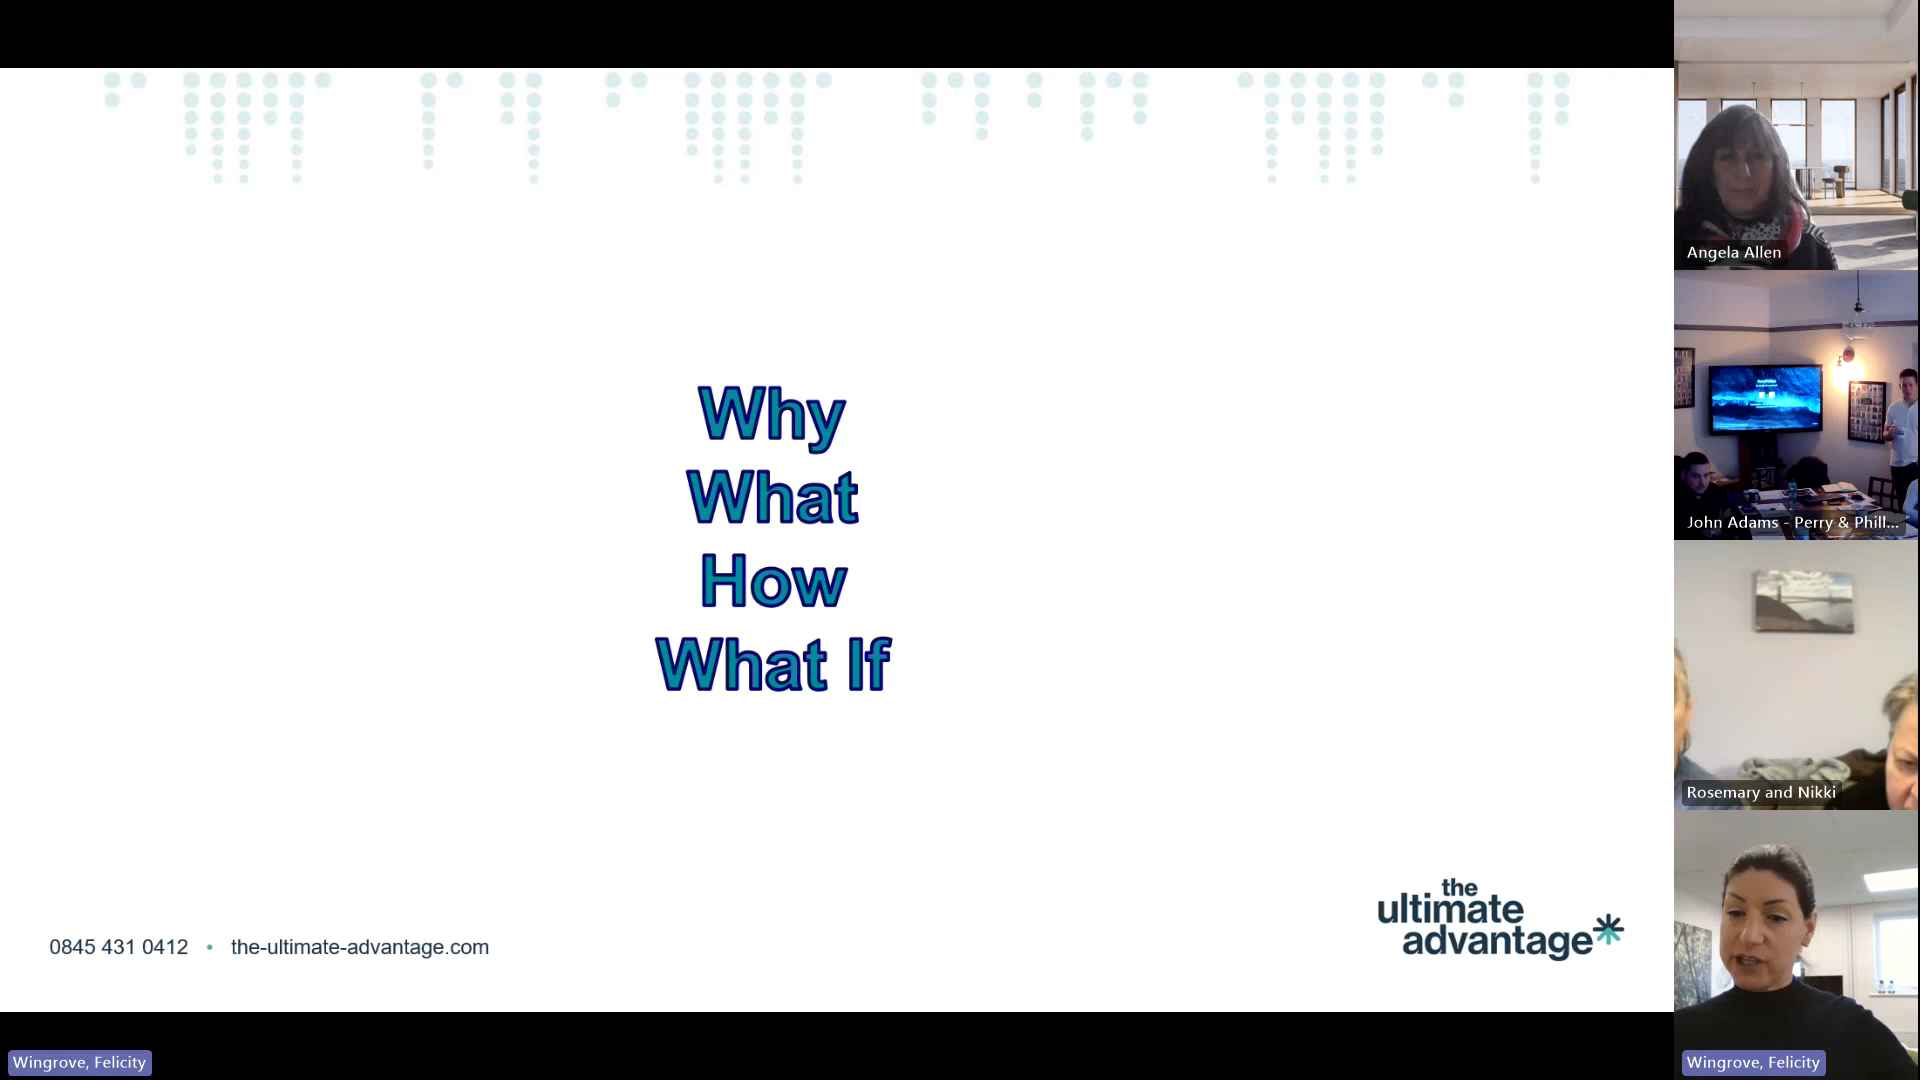 Why
What
How
What If
0845 431 0412 • the-ultimate-advantage.com
the
ultimate
advantage
Wingrove, Felicity
Angela Allen
John Adams - Perry & Phill...
Rosemary and Nikki
Wingrove, Felicity